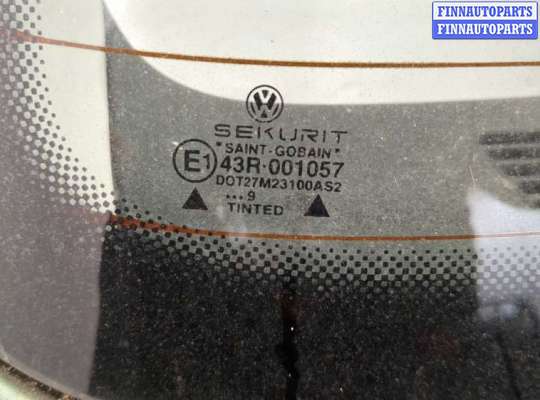 FINNAUTOPARTS
FINNAUTOPARTS
SEKURIT
"SAINT-GOBAIN"
E1 43R-001057
DOT27M23100AS2
...9
TINTED